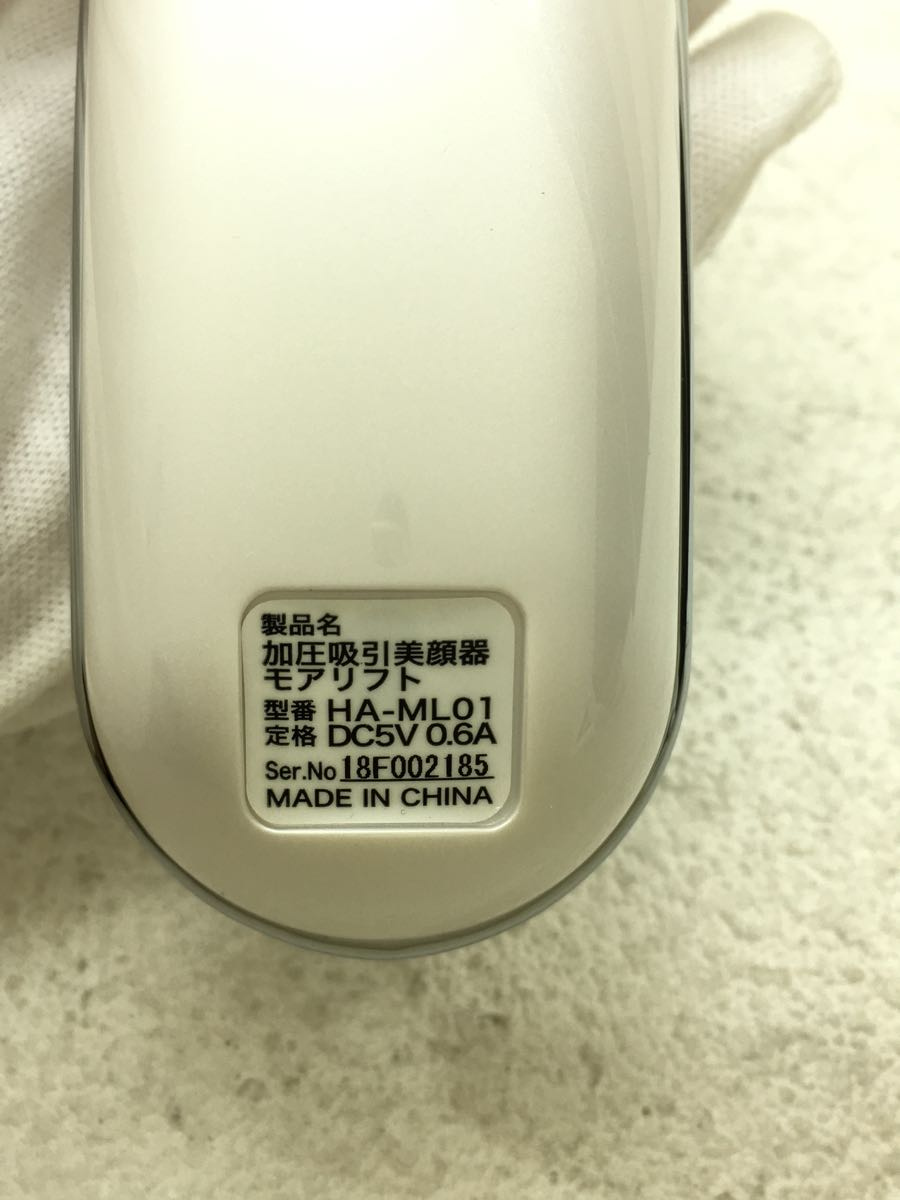 製品名
加圧吸引美顔器
モアリフト
型番 HA-ML01
定格 DC5V 0.6A
Ser.No 18F002185
MADE IN CHINA